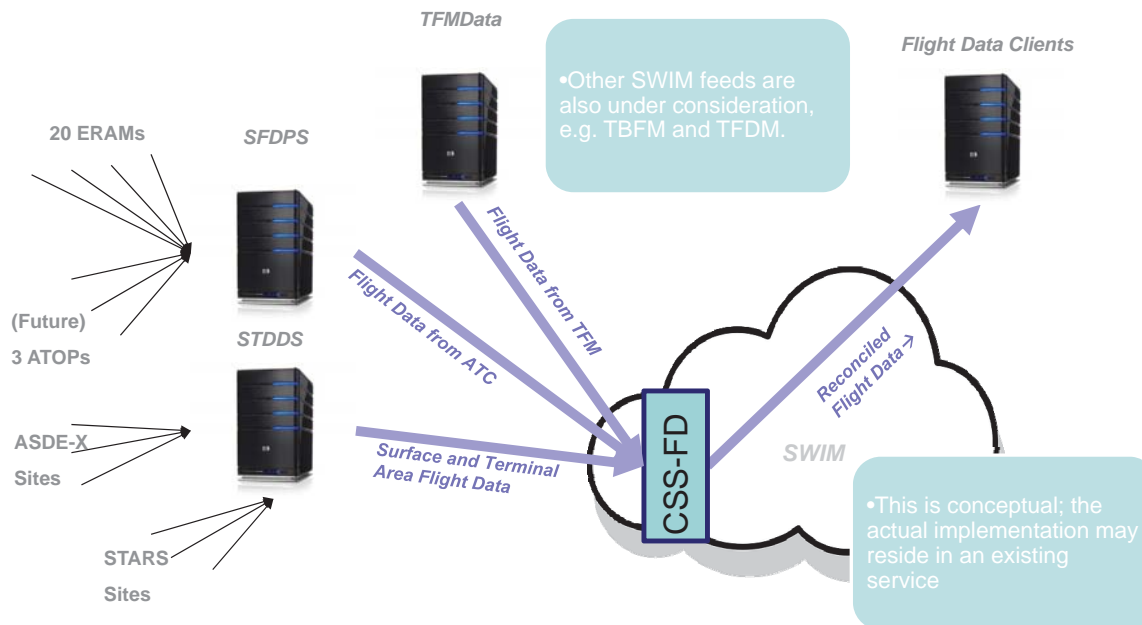 TFMData
Flight Data Clients
•Other SWIM feeds are
also under consideration,
e.g. TBFM and TFDM.
20 ERAMs
SFDPS
(Future)
3 ATOPs
STDDS
ASDE-X
Sites
STARS
Sites
Flight Data from TFM
Flight Data from ATC
Surface and Terminal
Area Flight Data
CSS-FD
Reconciled
Flight Data →
SWIM
•This is conceptual; the
actual implementation may
reside in an existing
service